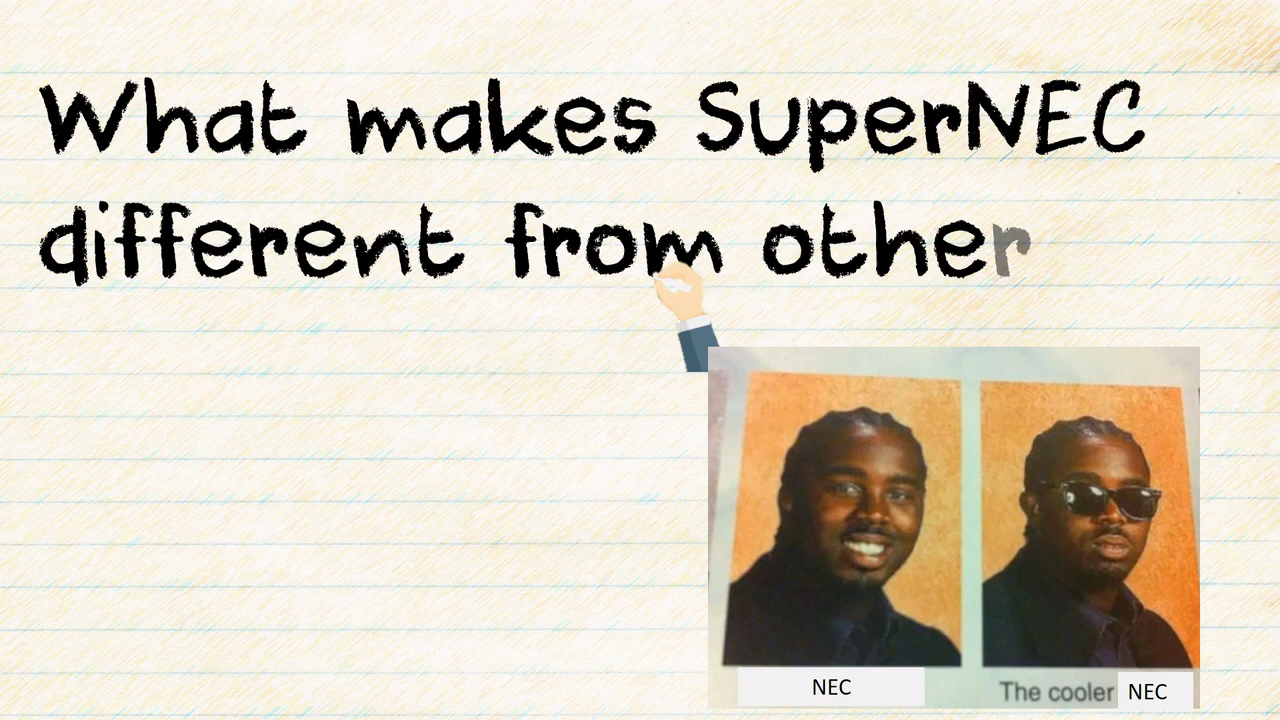 What makes SuperNEC
different from other
NEC
The cooler NEC